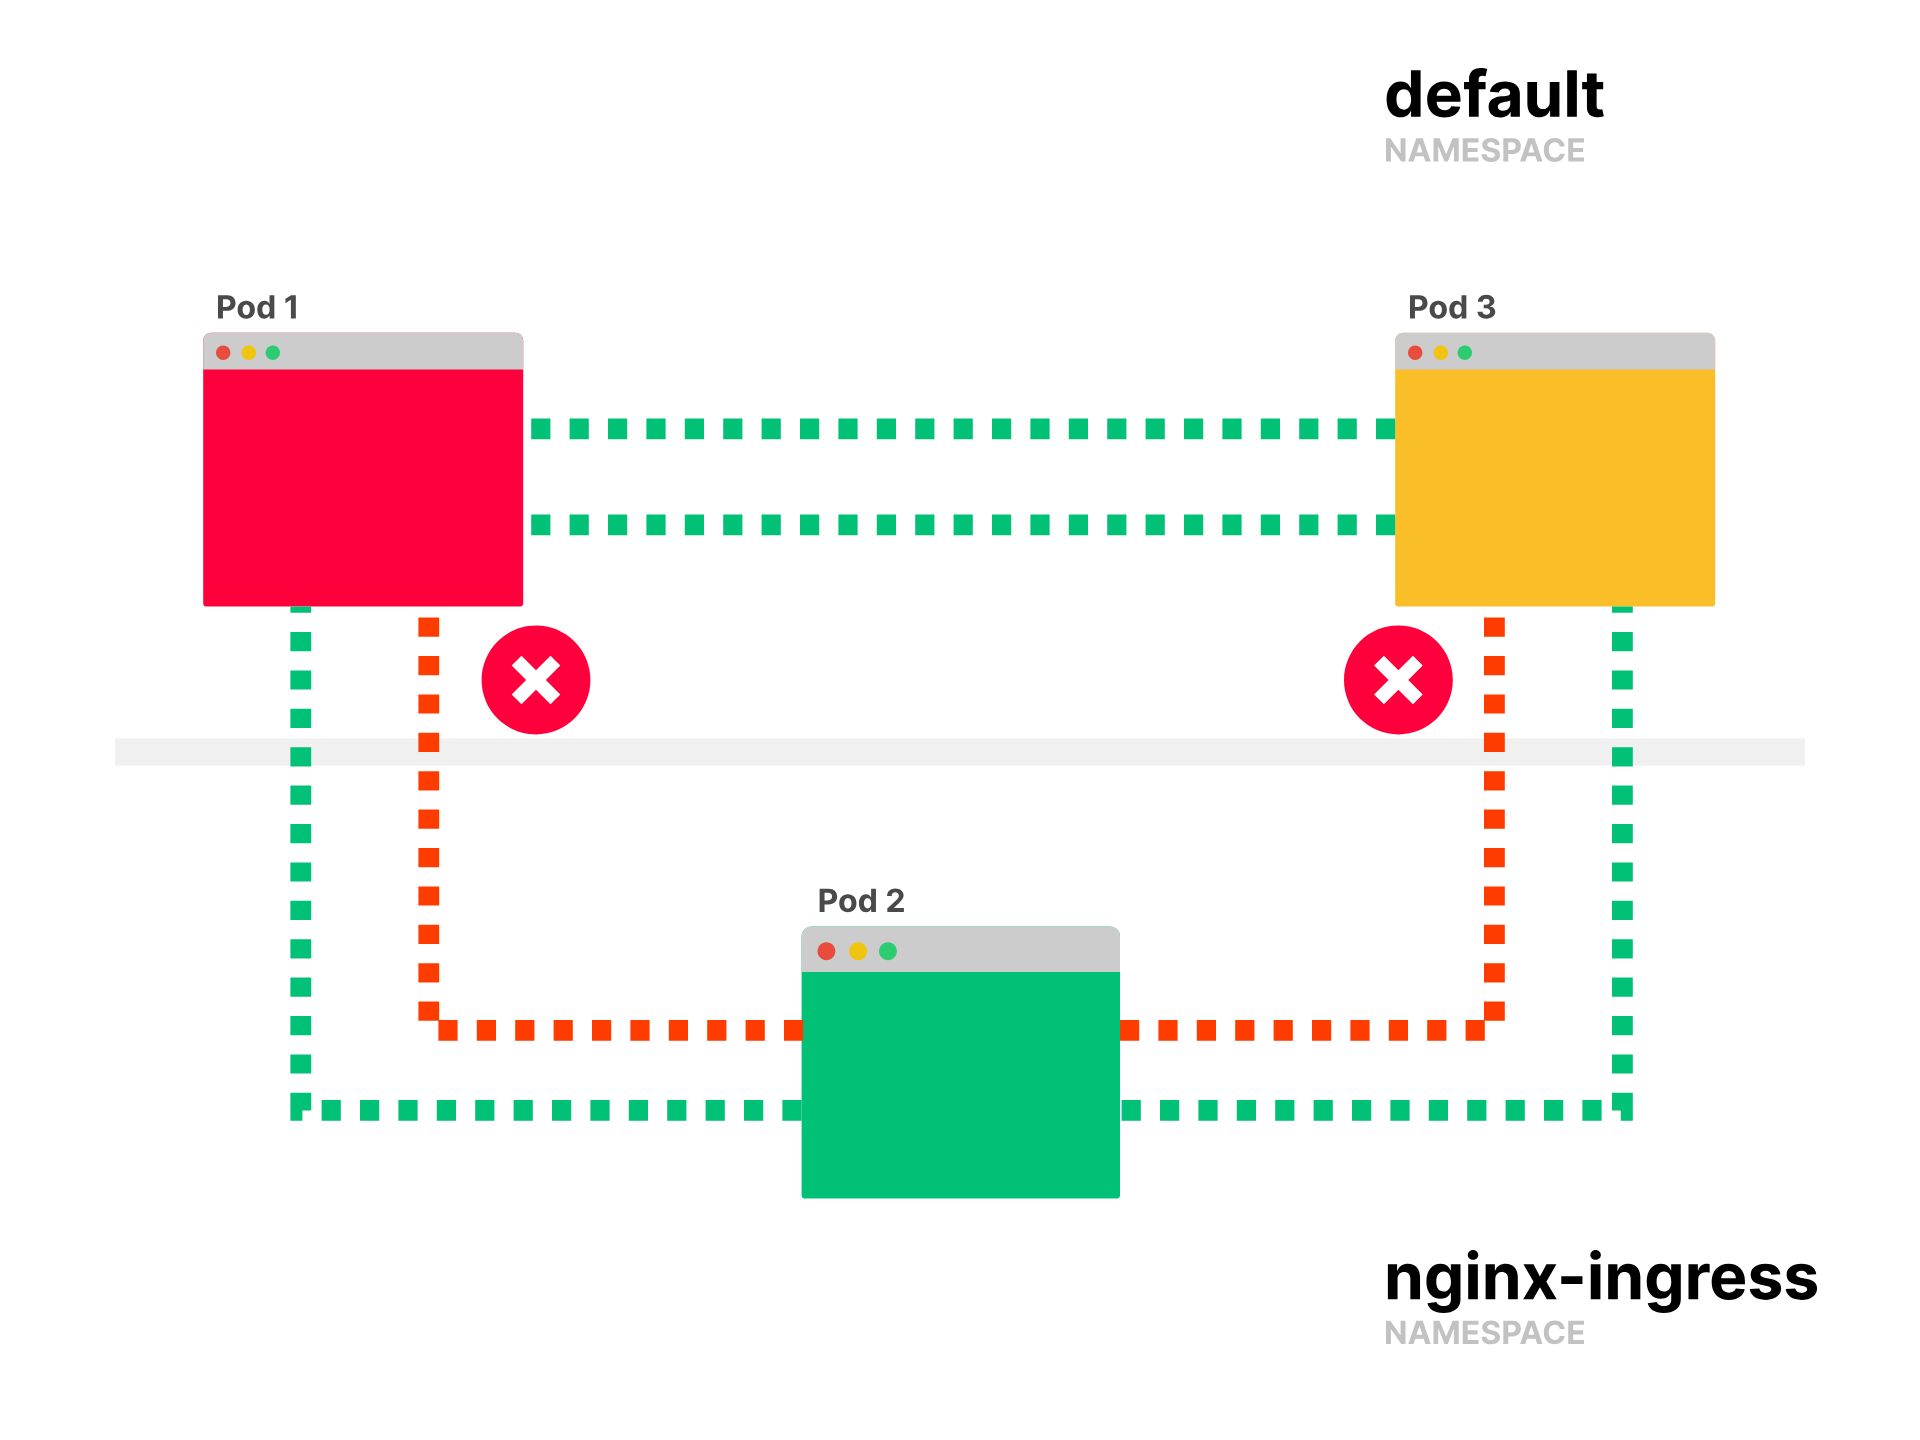 default
NAMESPACE
Pod 1
Pod 3
Pod 2
nginx-ingress
NAMESPACE